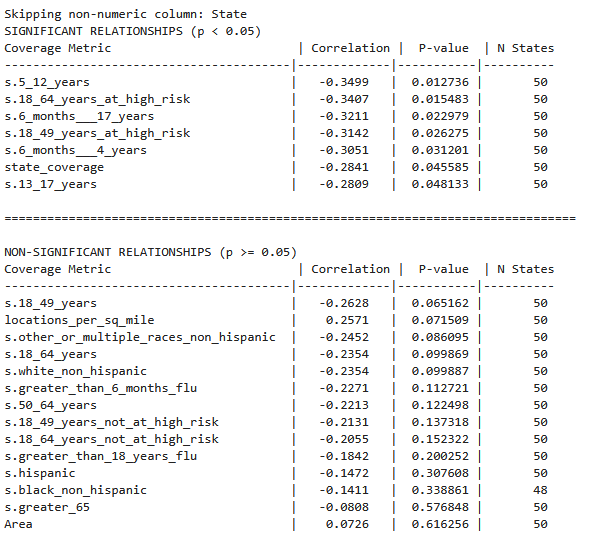 Skipping non-numeric column: State
SIGNIFICANT RELATIONSHIPS (p < 0.05)
Coverage Metric                          | Correlation |  P-value | N States
----------------------------------------|-------------|-----------|----------
s.5_12_years                            |   -0.3499   |  0.012736 |       50
s.18_64_years_at_high_risk              |   -0.3407   |  0.015483 |       50
s.6_months___17_years                   |   -0.3211   |  0.022979 |       50
s.18_49_years_at_high_risk              |   -0.3142   |  0.026275 |       50
s.6_months___4_years                    |   -0.3051   |  0.031201 |       50
state_coverage                          |   -0.2841   |  0.045585 |       50
s.13_17_years                           |   -0.2809   |  0.048133 |       50
================================================================================
NON-SIGNIFICANT RELATIONSHIPS (p >= 0.05)
Coverage Metric                          | Correlation |  P-value | N States
----------------------------------------|-------------|-----------|----------
s.18_49_years                           |   -0.2628   |  0.065162 |       50
locations_per_sq_mile                   |    0.2571   |  0.071509 |       50
s.other_or_multiple_races_non_hispanic  |   -0.2452   |  0.086095 |       50
s.18_64_years                           |   -0.2354   |  0.099869 |       50
s.white_non_hispanic                    |   -0.2354   |  0.099887 |       50
s.greater_than_6_months_flu             |   -0.2271   |  0.112721 |       50
s.50_64_years                           |   -0.2213   |  0.122498 |       50
s.18_49_years_not_at_high_risk          |   -0.2131   |  0.137318 |       50
s.18_64_years_not_at_high_risk          |   -0.2055   |  0.152322 |       50
s.greater_than_18_years_flu             |   -0.1842   |  0.200252 |       50
s.hispanic                              |   -0.1472   |  0.307608 |       50
s.black_non_hispanic                    |   -0.1411   |  0.338861 |       48
s.greater_65                            |   -0.0808   |  0.576848 |       50
Area                                    |    0.0726   |  0.616256 |       50